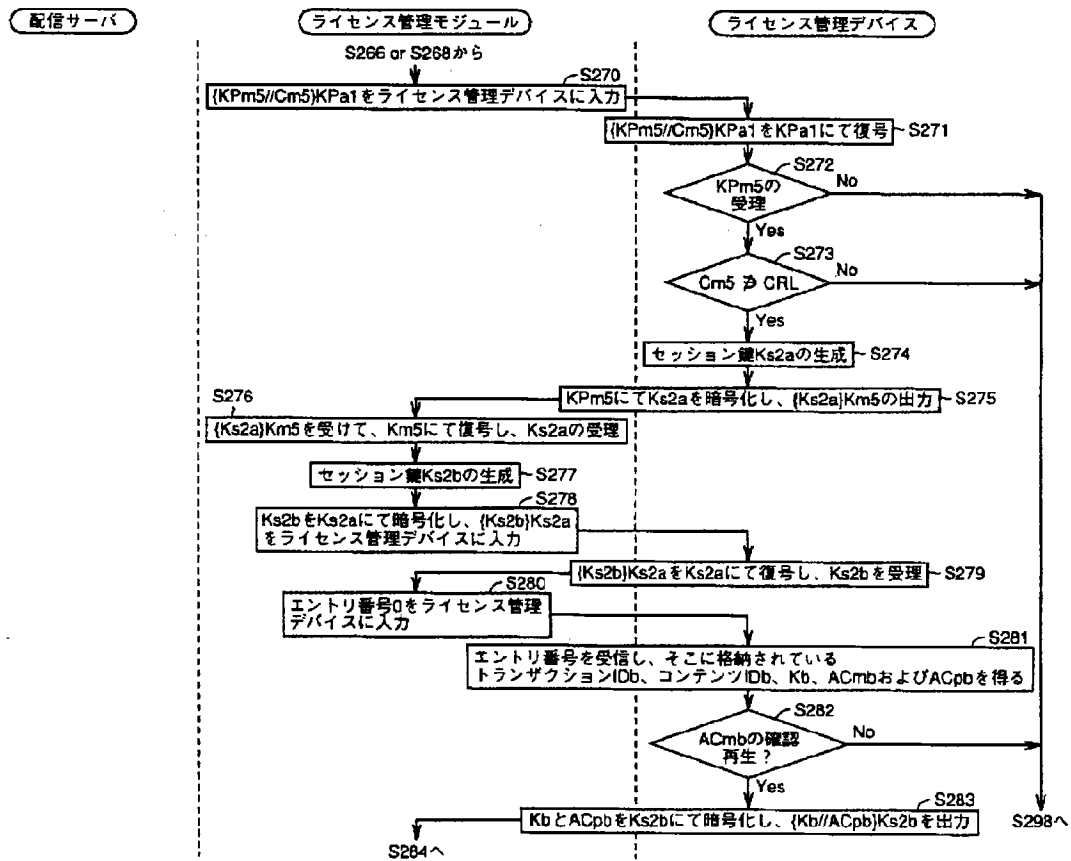 配信サーバ
ライセンス管理モジュール
ライセンス管理デバイス
S266 or S268から
S270
{KPm5//Cm5}KPa1をライセンス管理デバイスに入力
{KPm5//Cm5}KPa1をKPa1にて復号
S271
S272
KPm5の
受理
No
Yes
S273
Cm5 ∌ CRL
No
Yes
セッション鍵Ks2aの生成
S274
KPm5にてKs2aを暗号化し、{Ks2a}Km5の出力
S275
S276
{Ks2a}Km5を受けて、Km5にて復号し、Ks2aの受理
セッション鍵Ks2bの生成
S277
S278
Ks2bをKs2aにて暗号化し、{Ks2b}Ks2a
をライセンス管理デバイスに入力
{Ks2b}Ks2aをKs2aにて復号し、Ks2bを受理
S279
S280
エントリ番号0をライセンス管理
デバイスに入力
S281
エントリ番号を受信し、そこに格納されている
トランザクションIDb、コンテンツIDb、Kb、ACmbおよびACpbを得る
S282
ACmbの確認
再生?
No
Yes
S283
KbとACpbをKs2bにて暗号化し、{Kb//ACpb}Ks2bを出力
S284へ
S298へ